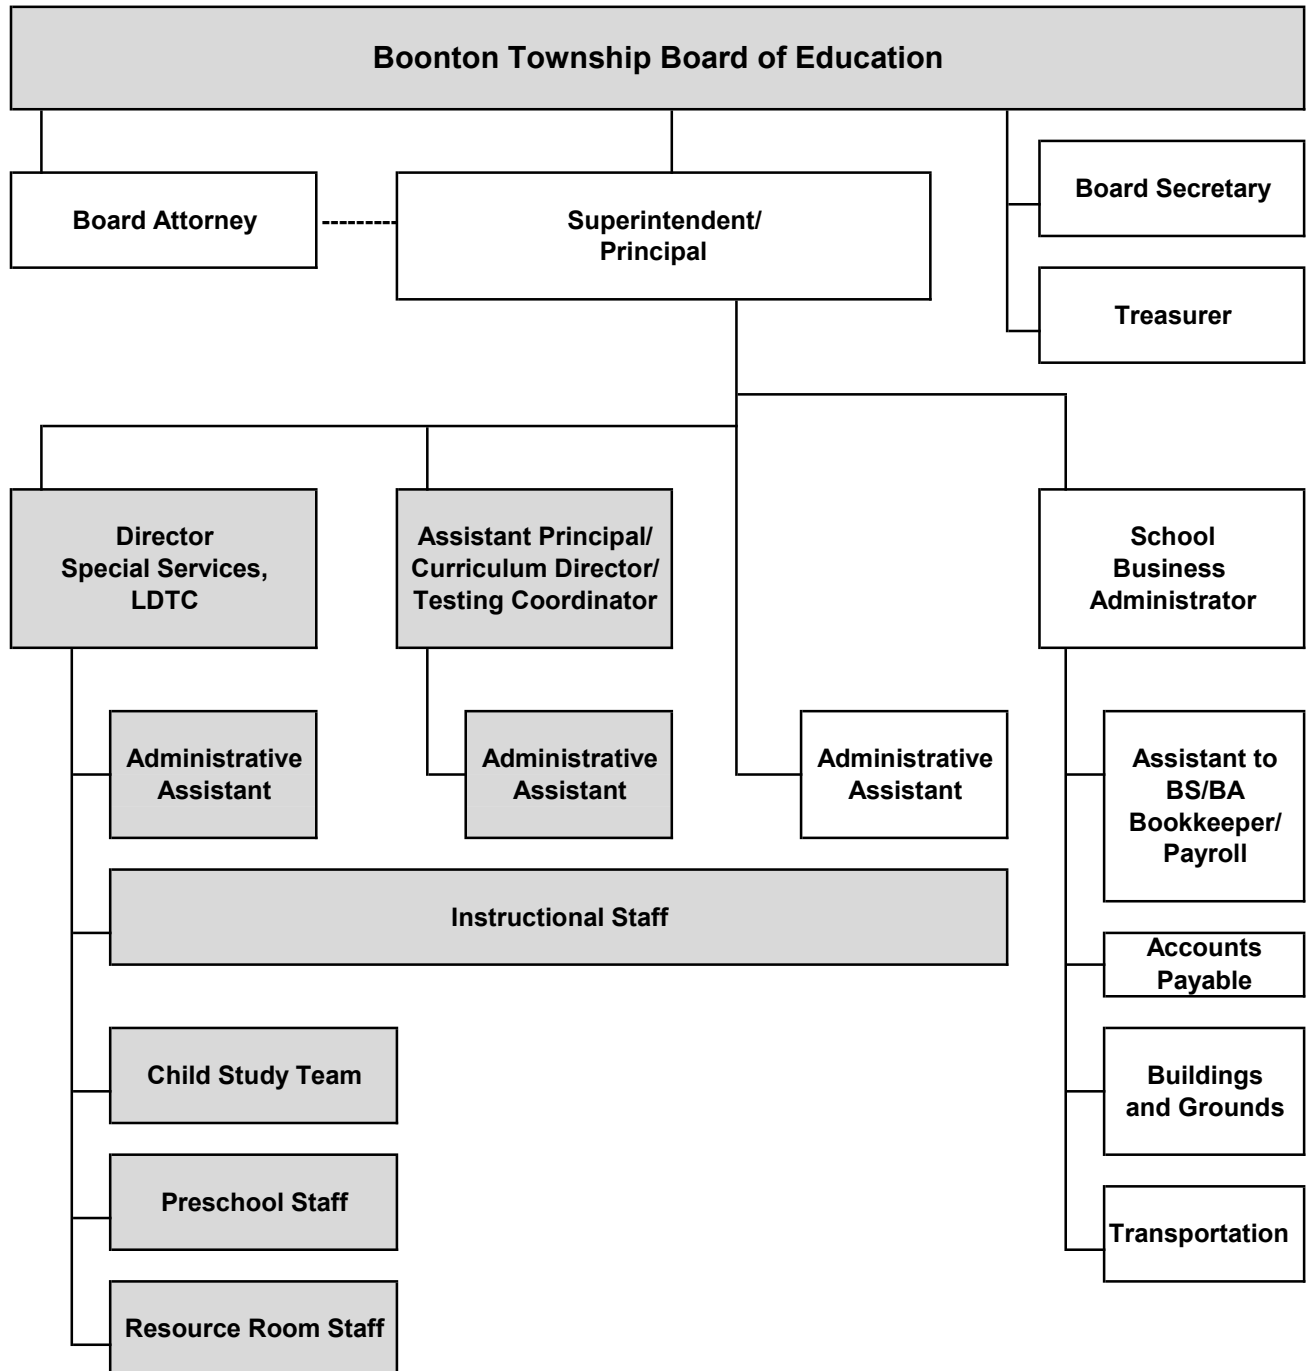 Boonton Township Board of Education
Board Attorney
Superintendent/
Principal
Board Secretary
Treasurer
Director
Special Services,
LDTC
Assistant Principal/
Curriculum Director/
Testing Coordinator
School
Business
Administrator
Administrative
Assistant
Administrative
Assistant
Administrative
Assistant
Assistant to
BS/BA
Bookkeeper/
Payroll
Instructional Staff
Accounts
Payable
Child Study Team
Buildings
and Grounds
Preschool Staff
Transportation
Resource Room Staff